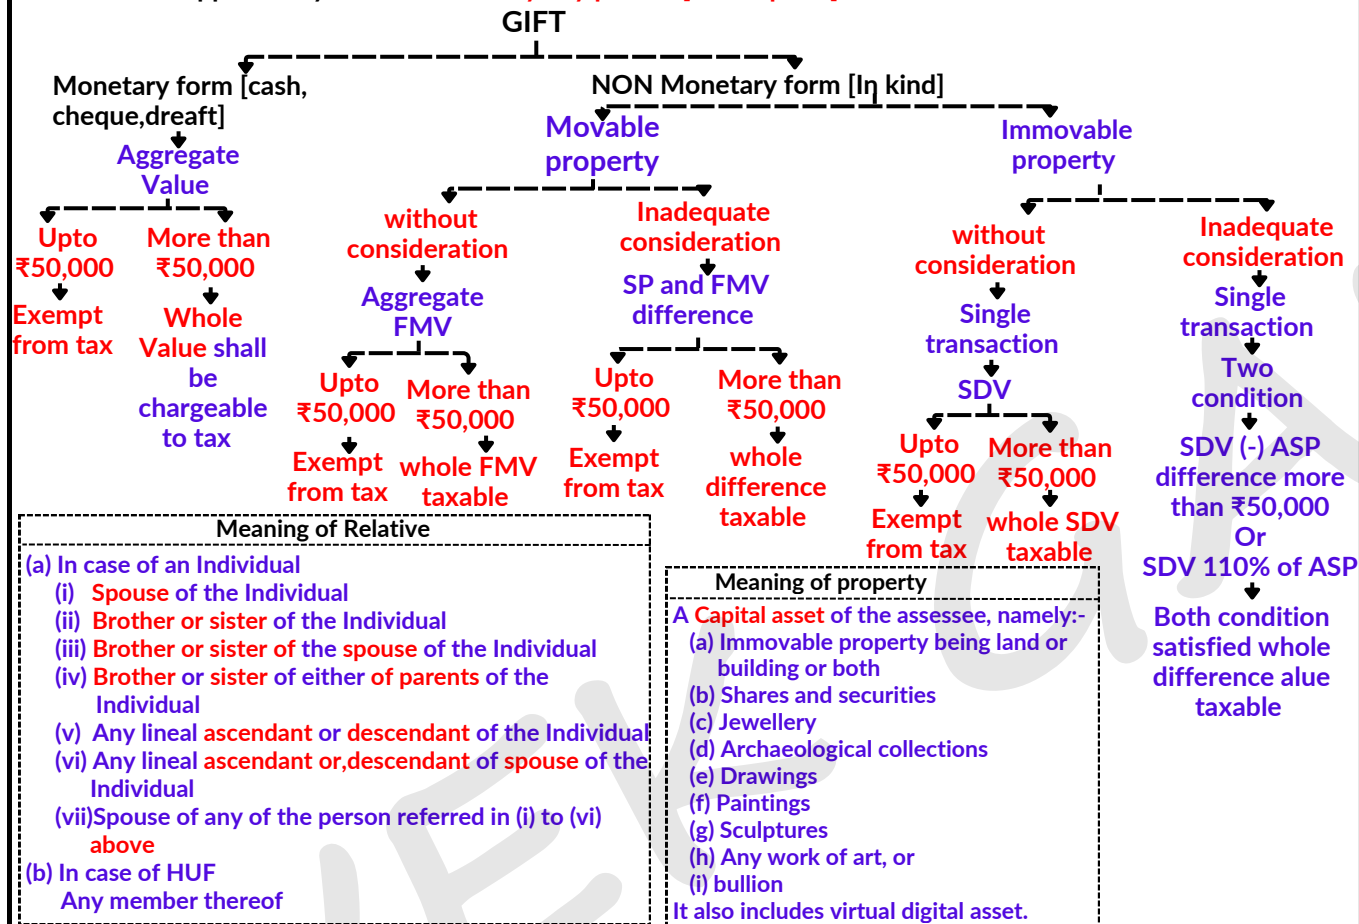 GIFT
Monetary form [cash,
cheque,dreaft]
NON Monetary form [In kind]
Aggregate
Value
Movable
property
Immovable
property
Upto
₹50,000
More than
₹50,000
Exempt
from tax
Whole
Value shall
be
chargeable
to tax
without
consideration
Aggregate
FMV
Upto
₹50,000
More than
₹50,000
Exempt
from tax
whole FMV
taxable
Inadequate
consideration
SP and FMV
difference
Upto
₹50,000
More than
₹50,000
Exempt
from tax
whole
difference
taxable
without
consideration
Single
transaction
SDV
Upto
₹50,000
More than
₹50,000
Exempt
from tax
whole SDV
taxable
Inadequate
consideration
Single
transaction
Two
condition
SDV (-) ASP
difference more
than ₹50,000
Or
SDV 110% of ASP
Both condition
satisfied whole
difference alue
taxable
Meaning of Relative
(a) In case of an Individual
(i) Spouse of the Individual
(ii) Brother or sister of the Individual
(iii) Brother or sister of the spouse of the Individual
(iv) Brother or sister of either of parents of the
Individual
(v) Any lineal ascendant or descendant of the Individual
(vi) Any lineal ascendant or,descendant of spouse of the
Individual
(vii)Spouse of any of the person referred in (i) to (vi)
above
(b) In case of HUF
Any member thereof
Meaning of property
A Capital asset of the assessee, namely:-
(a) Immovable property being land or
building or both
(b) Shares and securities
(c) Jewellery
(d) Archaeological collections
(e) Drawings
(f) Paintings
(g) Sculptures
(h) Any work of art, or
(i) bullion
It also includes virtual digital asset.